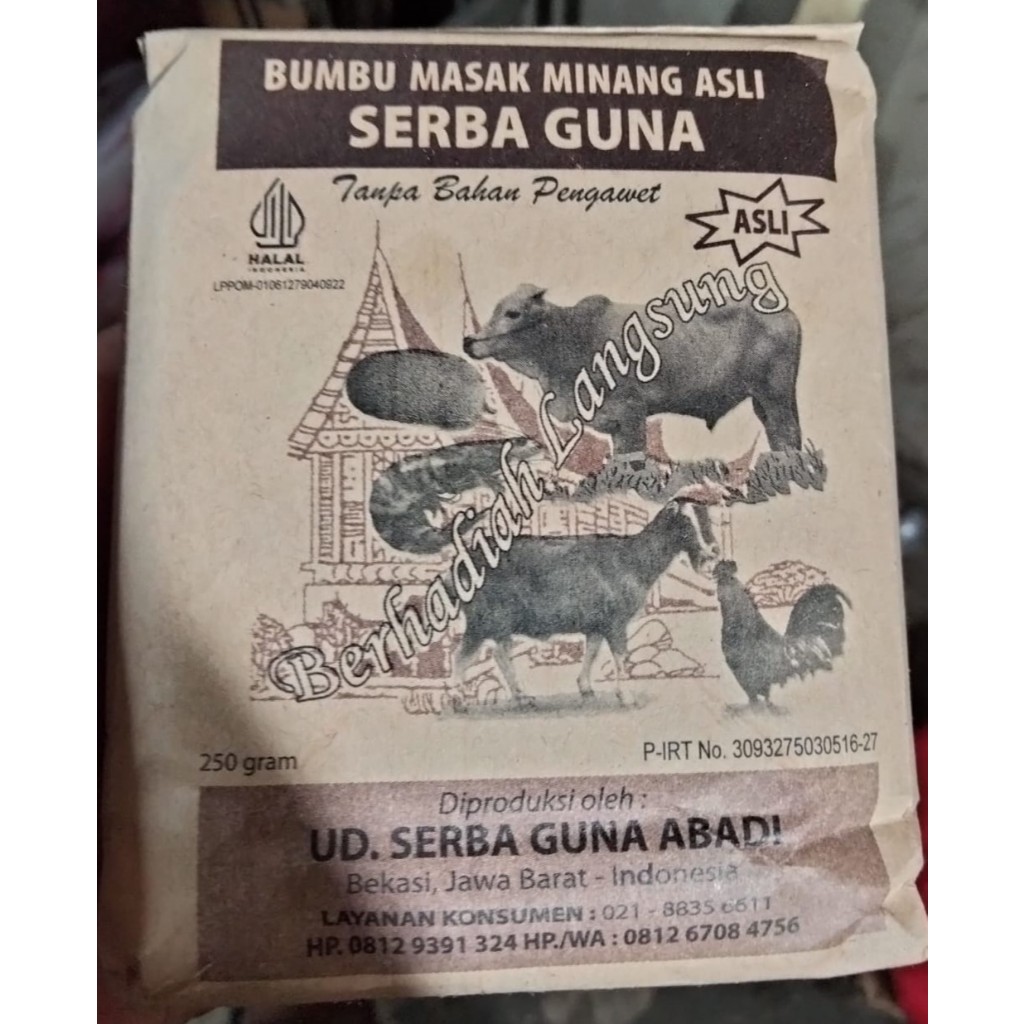 BUMBU MASAK MINANG ASLI
SERBA GUNA
Tanpa Bahan Pengawet
ASLI
HALAL
INDONESIA
LPPOM-01061279040922
Berhadiah Langsung
250 gram
P-IRT No. 3093275030516-27
Diproduksi oleh :
UD. SERBA GUNA ABADI
Bekasi, Jawa Barat - Indonesia
LAYANAN KONSUMEN : 021 - 8835 6611
HP. 0812 9391 324 HP./WA : 0812 6708 4756